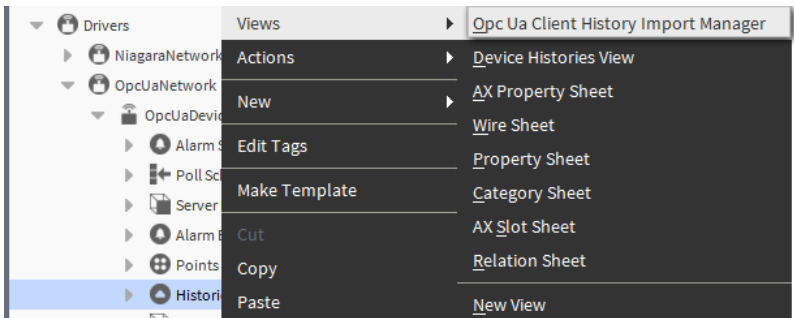 Drivers
NiagaraNetwork
OpcUaNetwork
OpcUaDevic
Alarm S
Poll Sch
Server
Alarm E
Points
Histori
Views
Actions
New
Edit Tags
Make Template
Cut
Copy
Paste
Opc Ua Client History Import Manager
Device Histories View
AX Property Sheet
Wire Sheet
Property Sheet
Category Sheet
AX Slot Sheet
Relation Sheet
New View